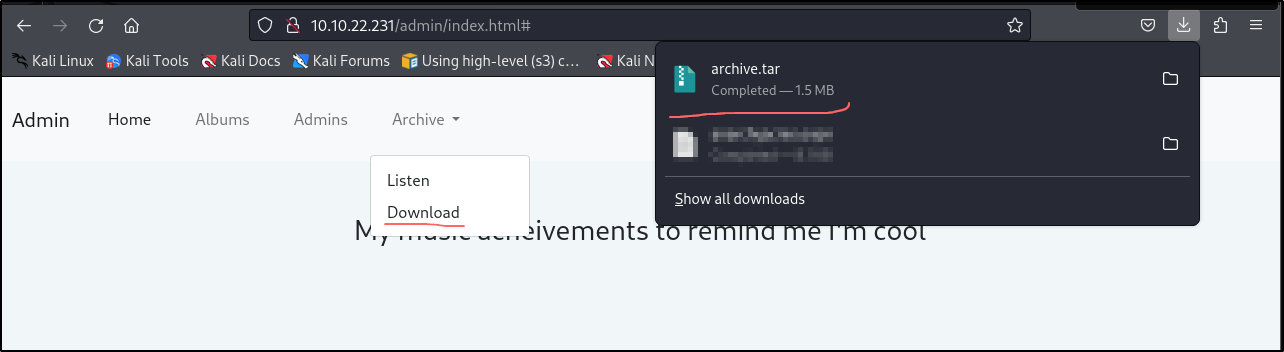 10.10.22.231/admin/index.html#
Kali Linux Kali Tools Kali Docs Kali Forums Using high-level (s3) c… Kali N
archive.tar
Completed — 1.5 MB
Admin Home Albums Admins Archive
Listen
Download
Show all downloads
My music acheivements to remind me I'm cool